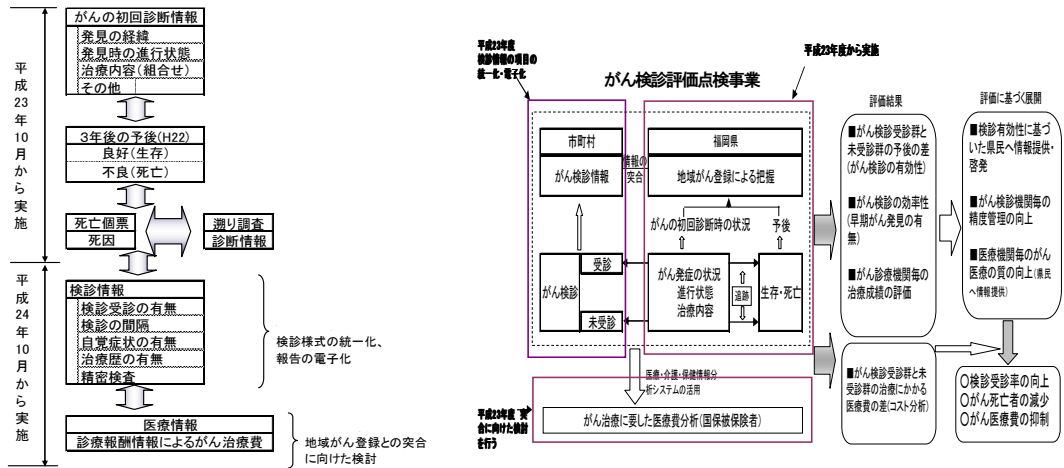 平成23年10月から実施
がんの初回診断情報
発見の経緯
発見時の進行状態
治療内容(組合せ)
その他
3年後の予後(H22)
良好(生存)
不良(死亡)
死亡個票
死因
遡り調査
診断情報
平成24年10月から実施
検診情報
検診受診の有無
検診の間隔
自覚症状の有無
治療歴の有無
精密検査
検診様式の統一化、
報告の電子化
医療情報
診療報酬情報によるがん治療費
地域がん登録との突合
に向けた検討
平成23年度
検診情報の項目の
統一化・電子化
平成23年度から実施
がん検診評価点検事業
市町村
がん検診情報
情報の
突合
福岡県
地域がん登録による把握
がんの初回診断時の状況
予後
がん検診
受診
未受診
がん発症の状況
進行状態
治療内容
追跡
生存・死亡
医療・介護・保健情報分
析システムの活用
平成23年度 突
合に向けた検討
を行う
がん治療に要した医療費分析(国保被保険者)
評価結果
■がん検診受診群と
未受診群の予後の差
(がん検診の有効性)
■がん検診の効率性
(早期がん発見の有
無)
■がん診療機関毎の
治療成績の評価
■がん検診受診群と未
受診群の治療にかかる
医療費の差(コスト分析)
評価に基づく展開
■検診有効性に基づ
いた県民へ情報提供・
啓発
■がん検診機関毎の
精度管理の向上
■医療機関毎のがん
医療の質の向上(県民
へ情報提供)
○検診受診率の向上
○がん死亡者の減少
○がん医療費の抑制